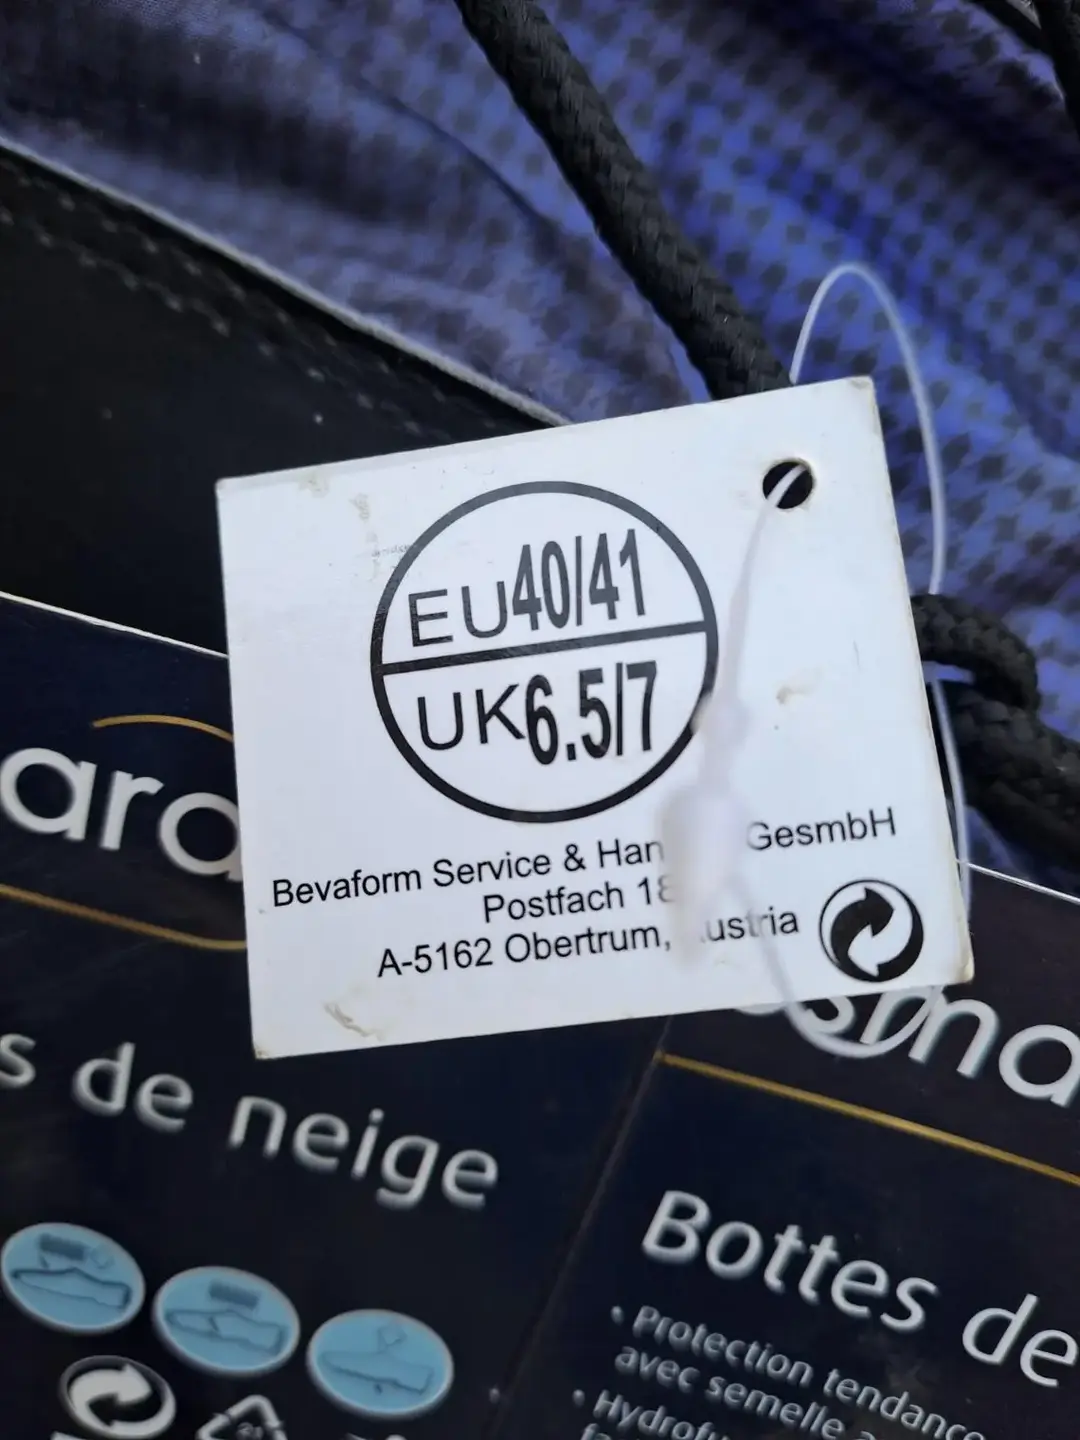 EU40/41
UK6.5/7
Bevaform Service & Han GesmbH
Postfach 18
A-5162 Obertrum, ustria
s de neige
Bottes de
• Protection tendance
avec semelle
• Hydrofu